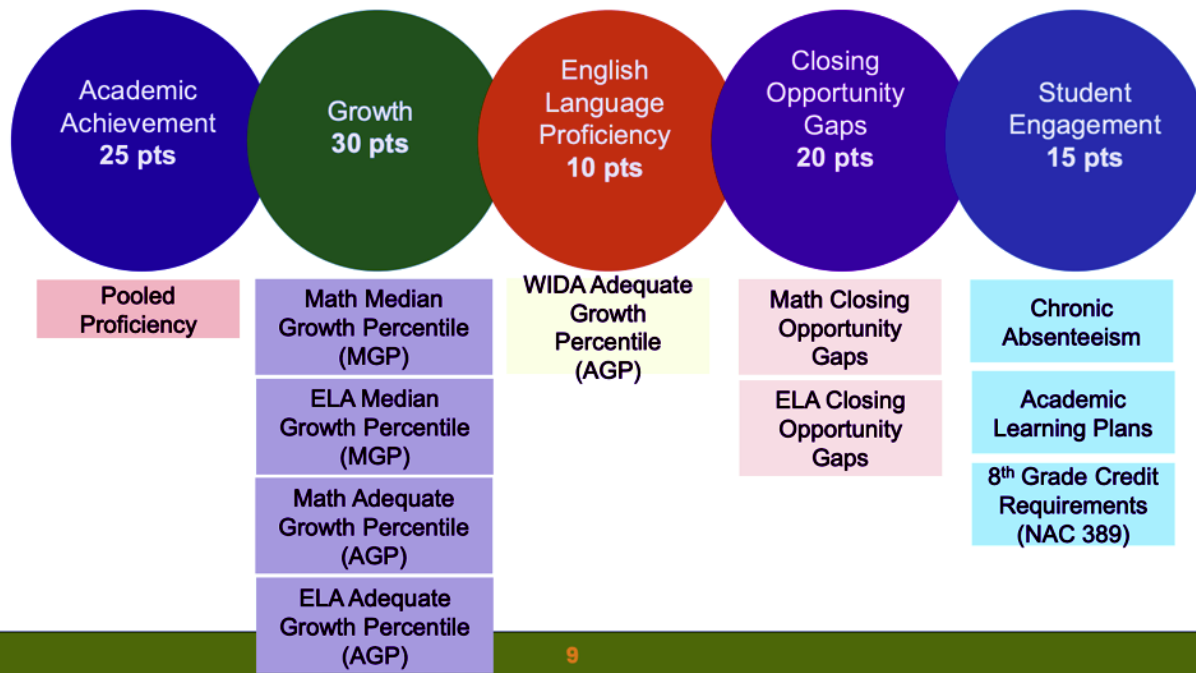 Academic
Achievement
25 pts
Growth
30 pts
English
Language
Proficiency
10 pts
Closing
Opportunity
Gaps
20 pts
Student
Engagement
15 pts
Pooled
Proficiency
Math Median
Growth Percentile
(MGP)
ELA Median
Growth Percentile
(MGP)
Math Adequate
Growth Percentile
(AGP)
ELA Adequate
Growth Percentile
(AGP)
WIDA Adequate
Growth
Percentile
(AGP)
Math Closing
Opportunity
Gaps
ELA Closing
Opportunity
Gaps
Chronic
Absenteeism
Academic
Learning Plans
8th Grade Credit
Requirements
(NAC 389)
9